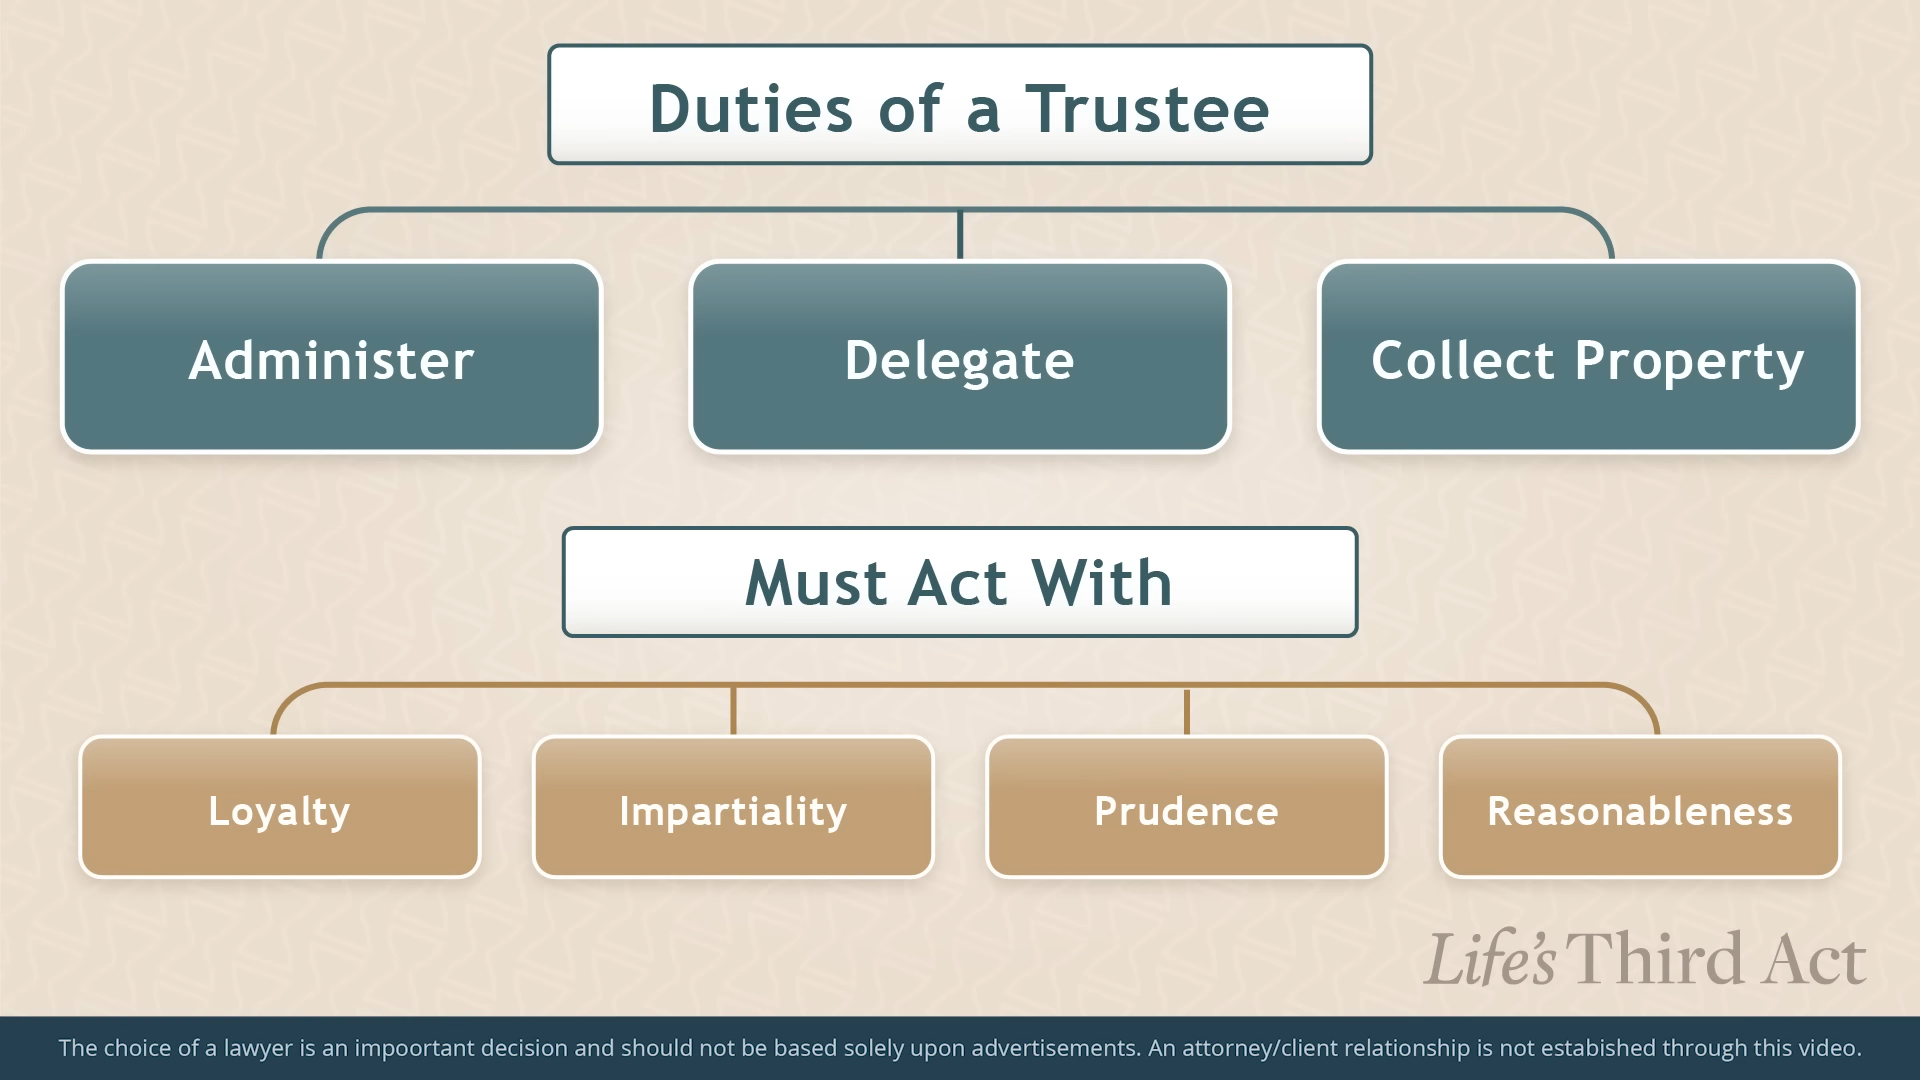 Duties of a Trustee
Administer
Delegate
Collect Property
Must Act With
Loyalty
Impartiality
Prudence
Reasonableness
Life's Third Act
The choice of a lawyer is an impoortant decision and should not be based solely upon advertisements. An attorney/client relationship is not estabished through this video.